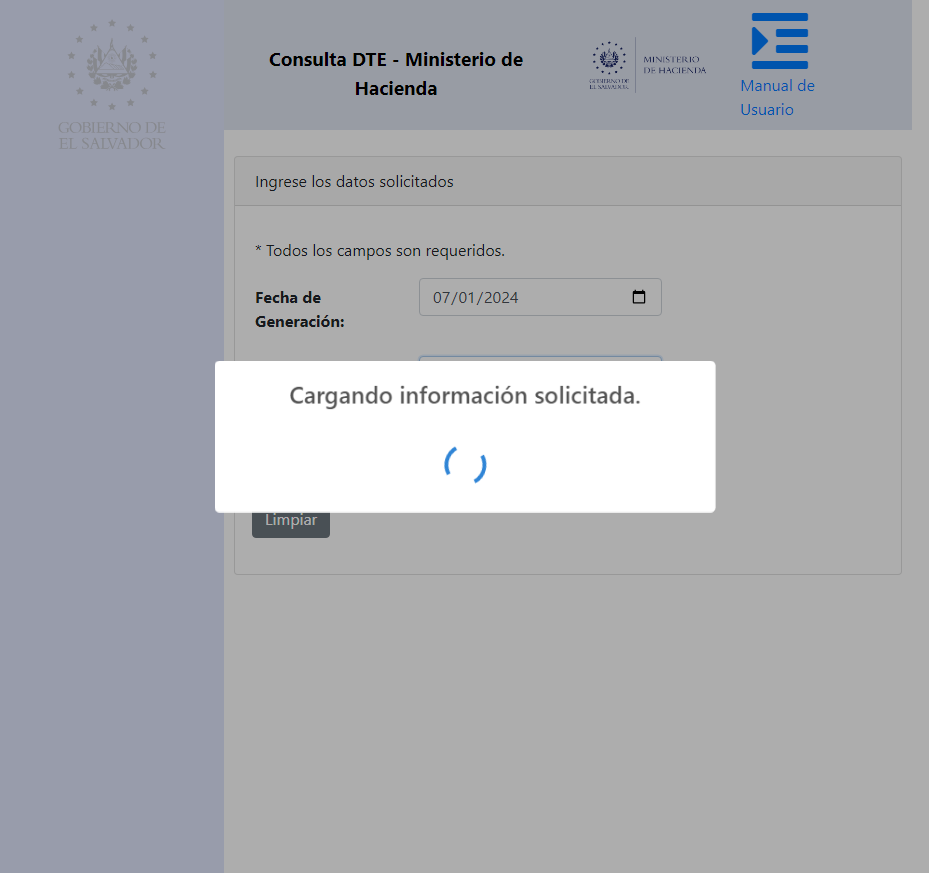 GOBIERNO DE
EL SALVADOR
Consulta DTE - Ministerio de
Hacienda
GOBIERNO DE
EL SALVADOR
MINISTERIO
DE HACIENDA
Manual de
Usuario
Ingrese los datos solicitados
* Todos los campos son requeridos.
Fecha de
Generación:
07/01/2024
Cargando información solicitada.
Limpiar